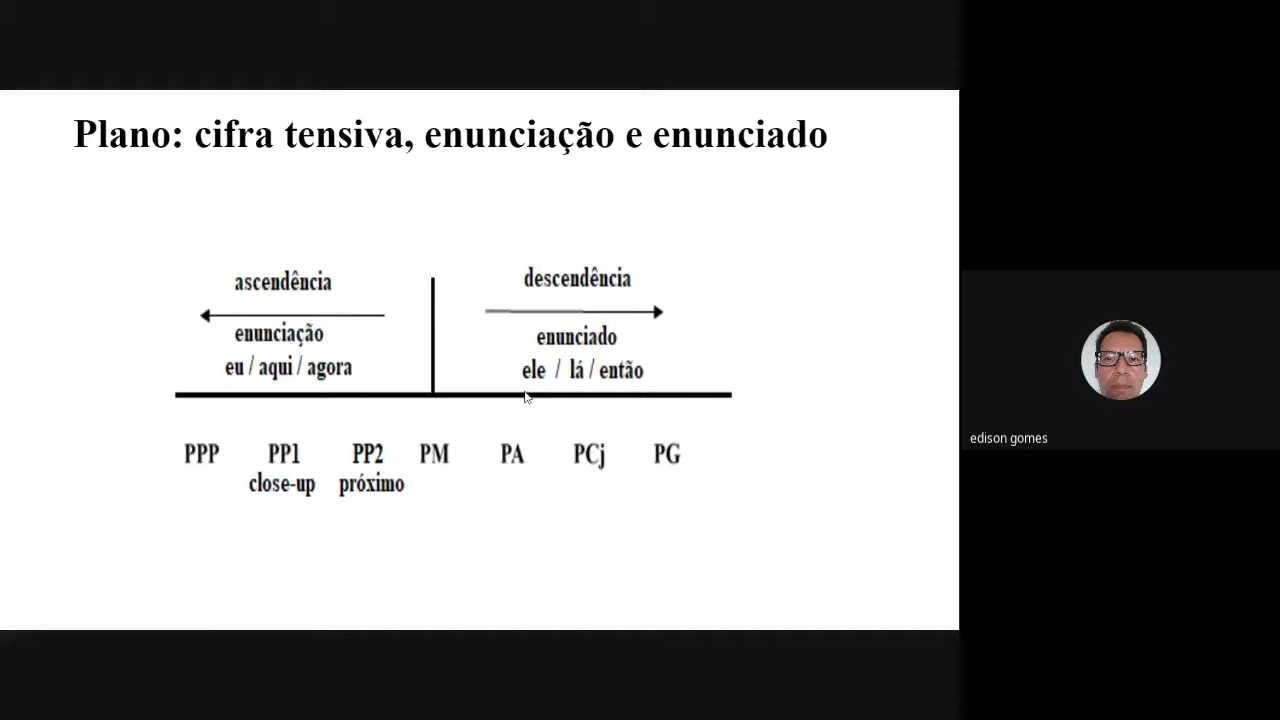 Plano: cifra tensiva, enunciação e enunciado
ascendência
descendência
enunciação
enunciado
eu / aqui / agora
ele / lá / então
PPP PP1 PP2 PM PA PCj PG
close-up próximo
edison gomes